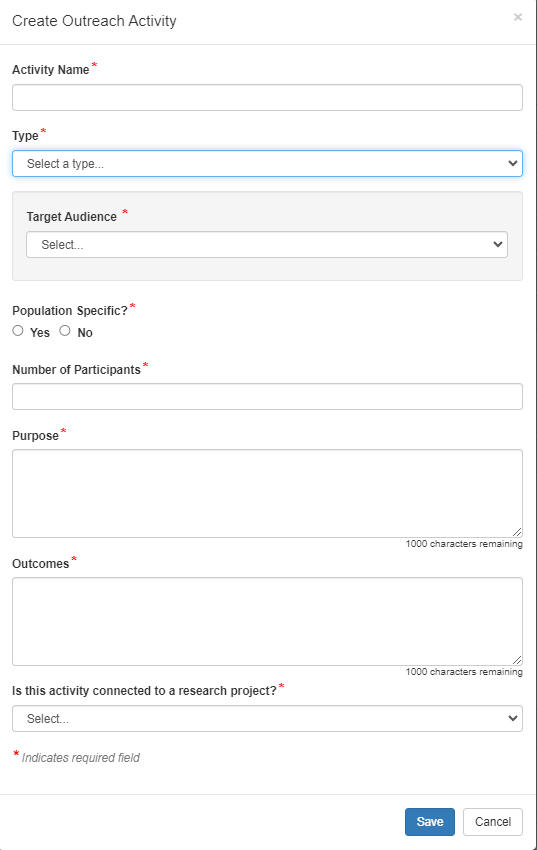 Create Outreach Activity ×
Activity Name *
Type *
Select a type...
Target Audience *
Select...
Population Specific? *
Yes No
Number of Participants *
Purpose *
1000 characters remaining
Outcomes *
1000 characters remaining
Is this activity connected to a research project? *
Select...
* Indicates required field
Save Cancel